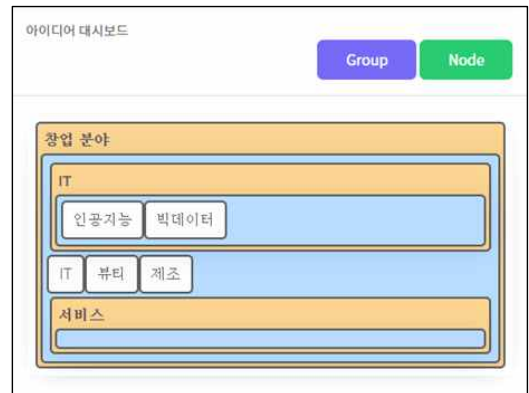 아이디어 대시보드
Group Node
창업 분야
IT
인공지능 빅데이터
IT 뷰티 제조
서비스